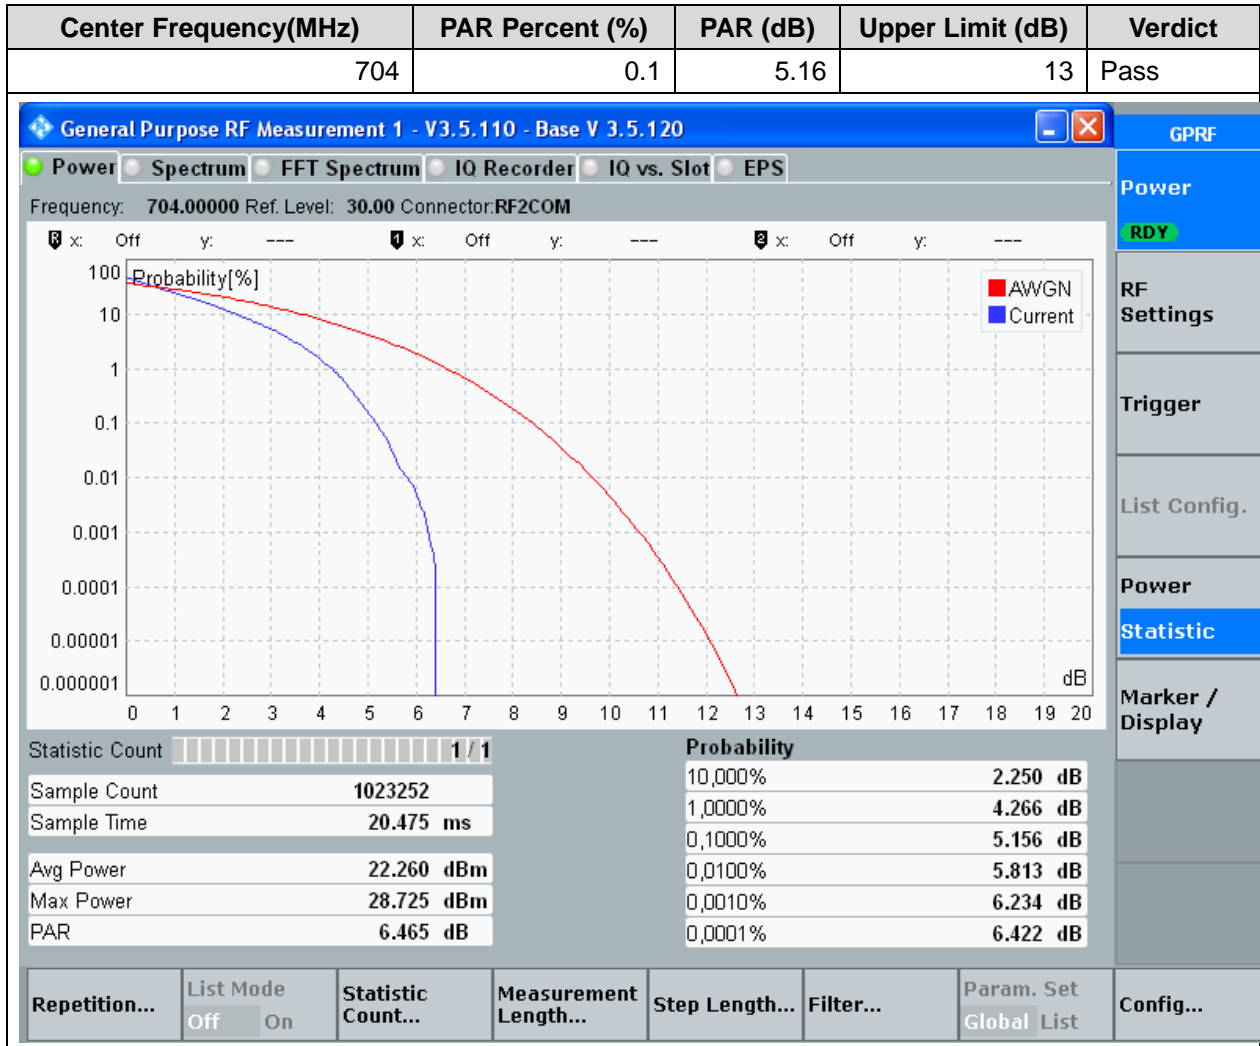 Center Frequency(MHz) PAR Percent (%) PAR (dB) Upper Limit (dB) Verdict
704 0.1 5.16 13 Pass
General Purpose RF Measurement 1 - V3.5.110 - Base V 3.5.120
GPRF
Power Spectrum FFT Spectrum IQ Recorder IQ vs. Slot EPS
Frequency: 704.00000 Ref. Level: 30.00 Connector:RF2COM
R x: Off y: --- 1 x: Off y: --- 2 x: Off y: ---
Probability[%]
AWGN
Current
100
10
1
0.1
0.01
0.001
0.0001
0.00001
0.000001
dB
0 1 2 3 4 5 6 7 8 9 10 11 12 13 14 15 16 17 18 19 20
Statistic Count 1 / 1
Sample Count 1023252
Sample Time 20.475 ms
Avg Power 22.260 dBm
Max Power 28.725 dBm
PAR 6.465 dB
Probability
10,000% 2.250 dB
1,0000% 4.266 dB
0,1000% 5.156 dB
0,0100% 5.813 dB
0,0010% 6.234 dB
0,0001% 6.422 dB
Power
RDY
RF
Settings
Trigger
List Config.
Power
Statistic
Marker /
Display
Repetition...
List Mode
Off On
Statistic
Count...
Measurement
Length...
Step Length...
Filter...
Param. Set
Global List
Config...